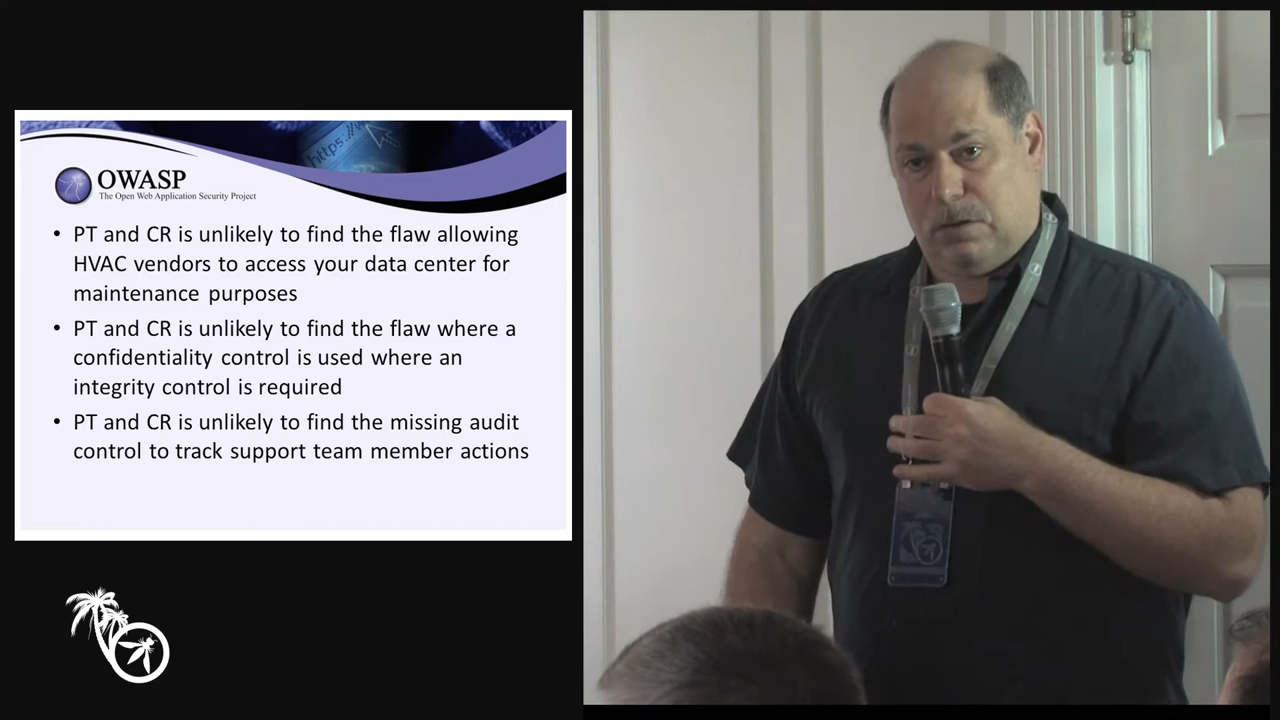 https://w
OWASP
The Open Web Application Security Project
• PT and CR is unlikely to find the flaw allowing
HVAC vendors to access your data center for
maintenance purposes
• PT and CR is unlikely to find the flaw where a
confidentiality control is used where an
integrity control is required
• PT and CR is unlikely to find the missing audit
control to track support team member actions